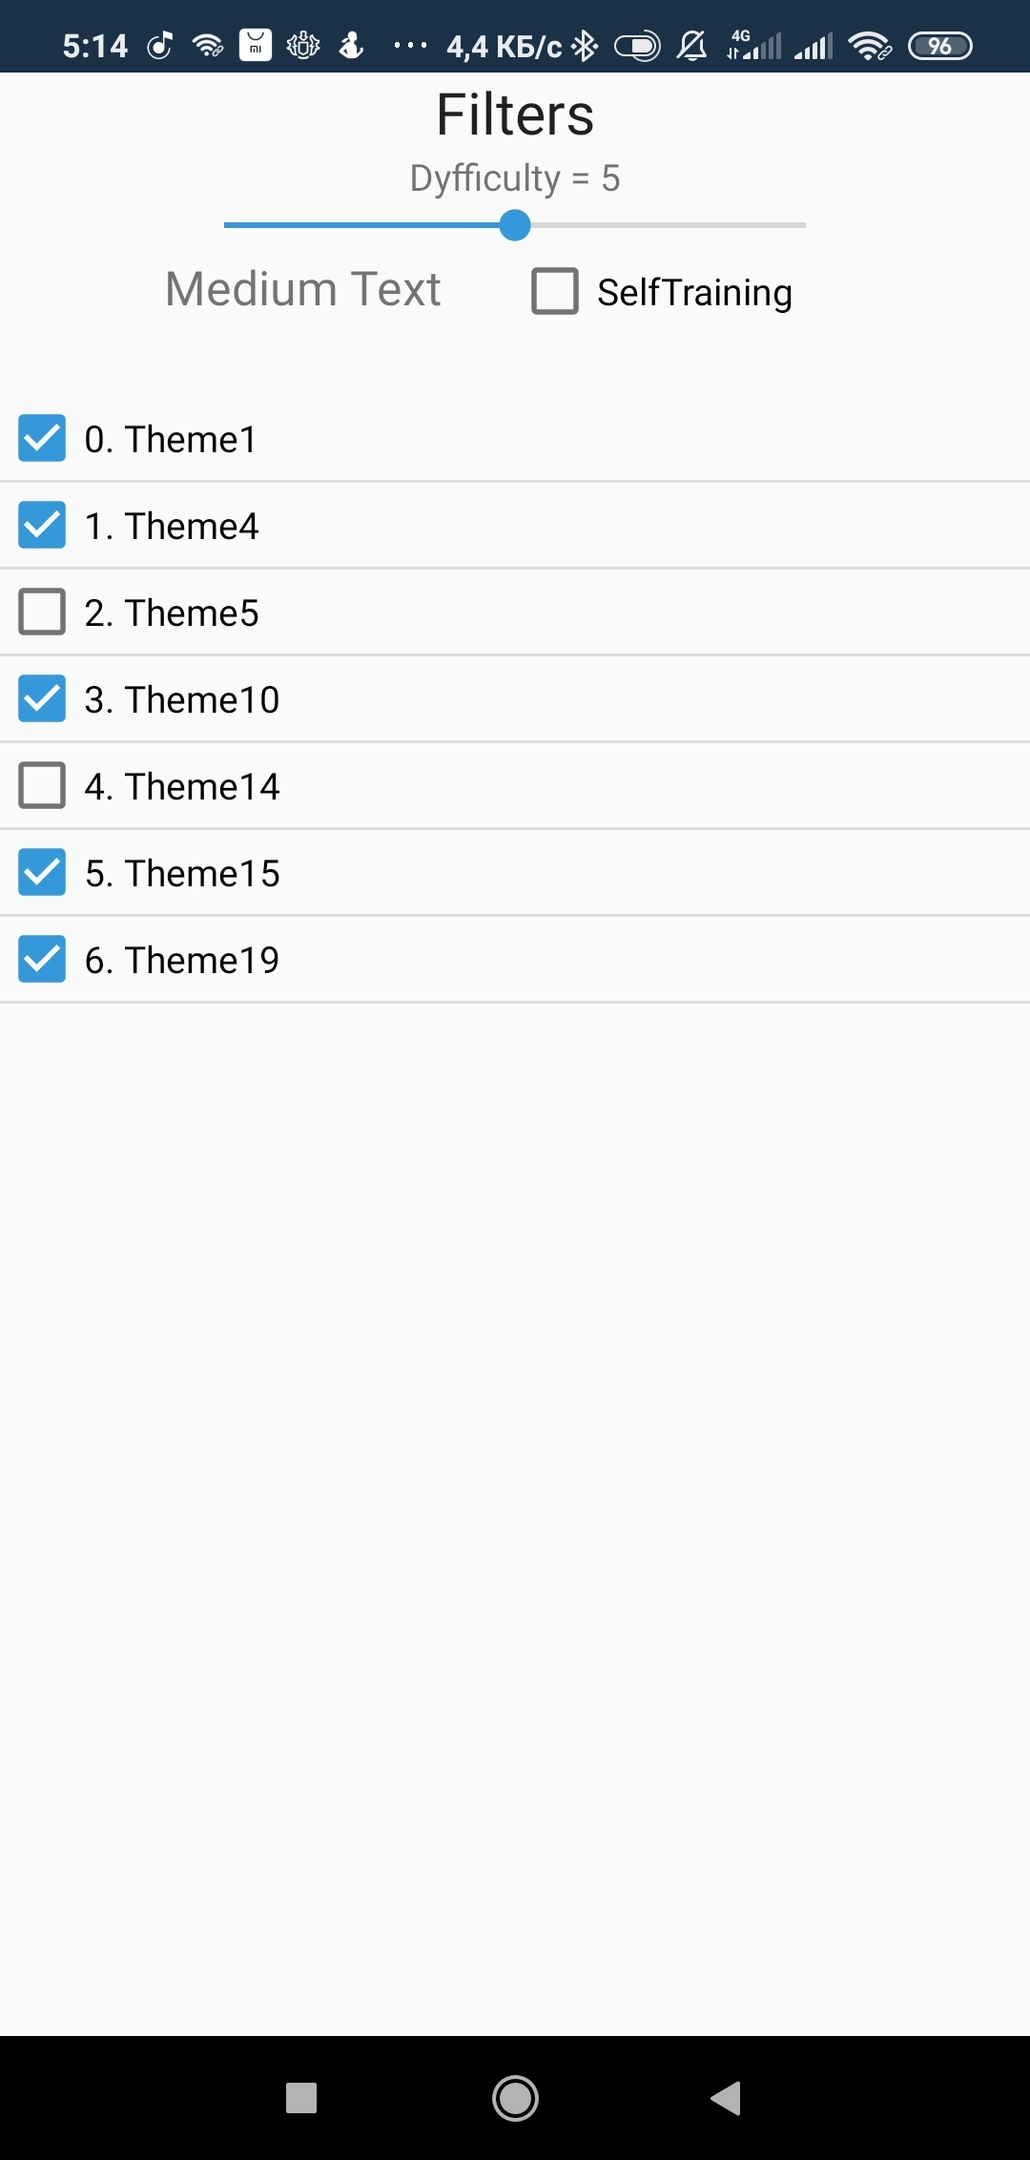 5:14 ... 4,4 КБ/с 4G 96
Filters
Dyfficulty = 5
Medium Text SelfTraining
0. Theme1
1. Theme4
2. Theme5
3. Theme10
4. Theme14
5. Theme15
6. Theme19